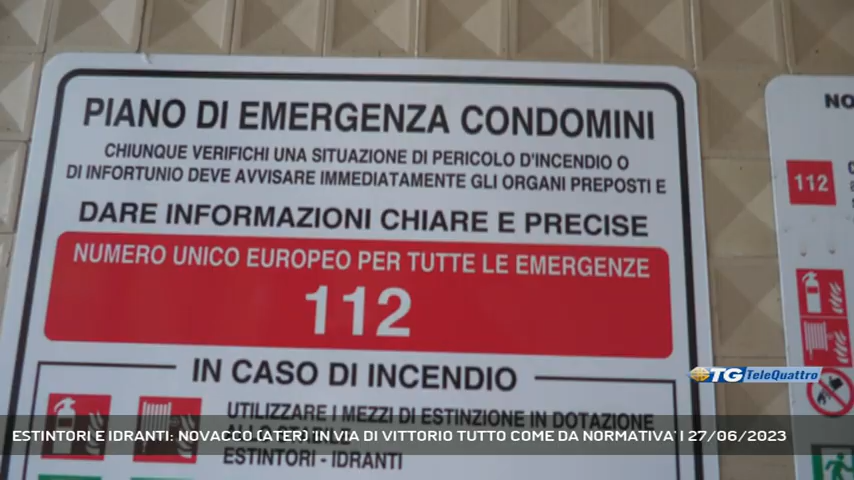 PIANO DI EMERGENZA CONDOMINI
CHIUNQUE VERIFICHI UNA SITUAZIONE DI PERICOLO D'INCENDIO O
DI INFORTUNIO DEVE AVVISARE IMMEDIATAMENTE GLI ORGANI PREPOSTI E
DARE INFORMAZIONI CHIARE E PRECISE
NUMERO UNICO EUROPEO PER TUTTE LE EMERGENZE
112
IN CASO DI INCENDIO
UTILIZZARE I MEZZI DI ESTINZIONE IN DOTAZIONE
ALLO STABILE
ESTINTORI - IDRANTI
NO
112
TG TeleQuattro
ESTINTORI E IDRANTI: NOVACCO (ATER) IN VIA DI VITTORIO TUTTO COME DA NORMATIVA' | 27/06/2023